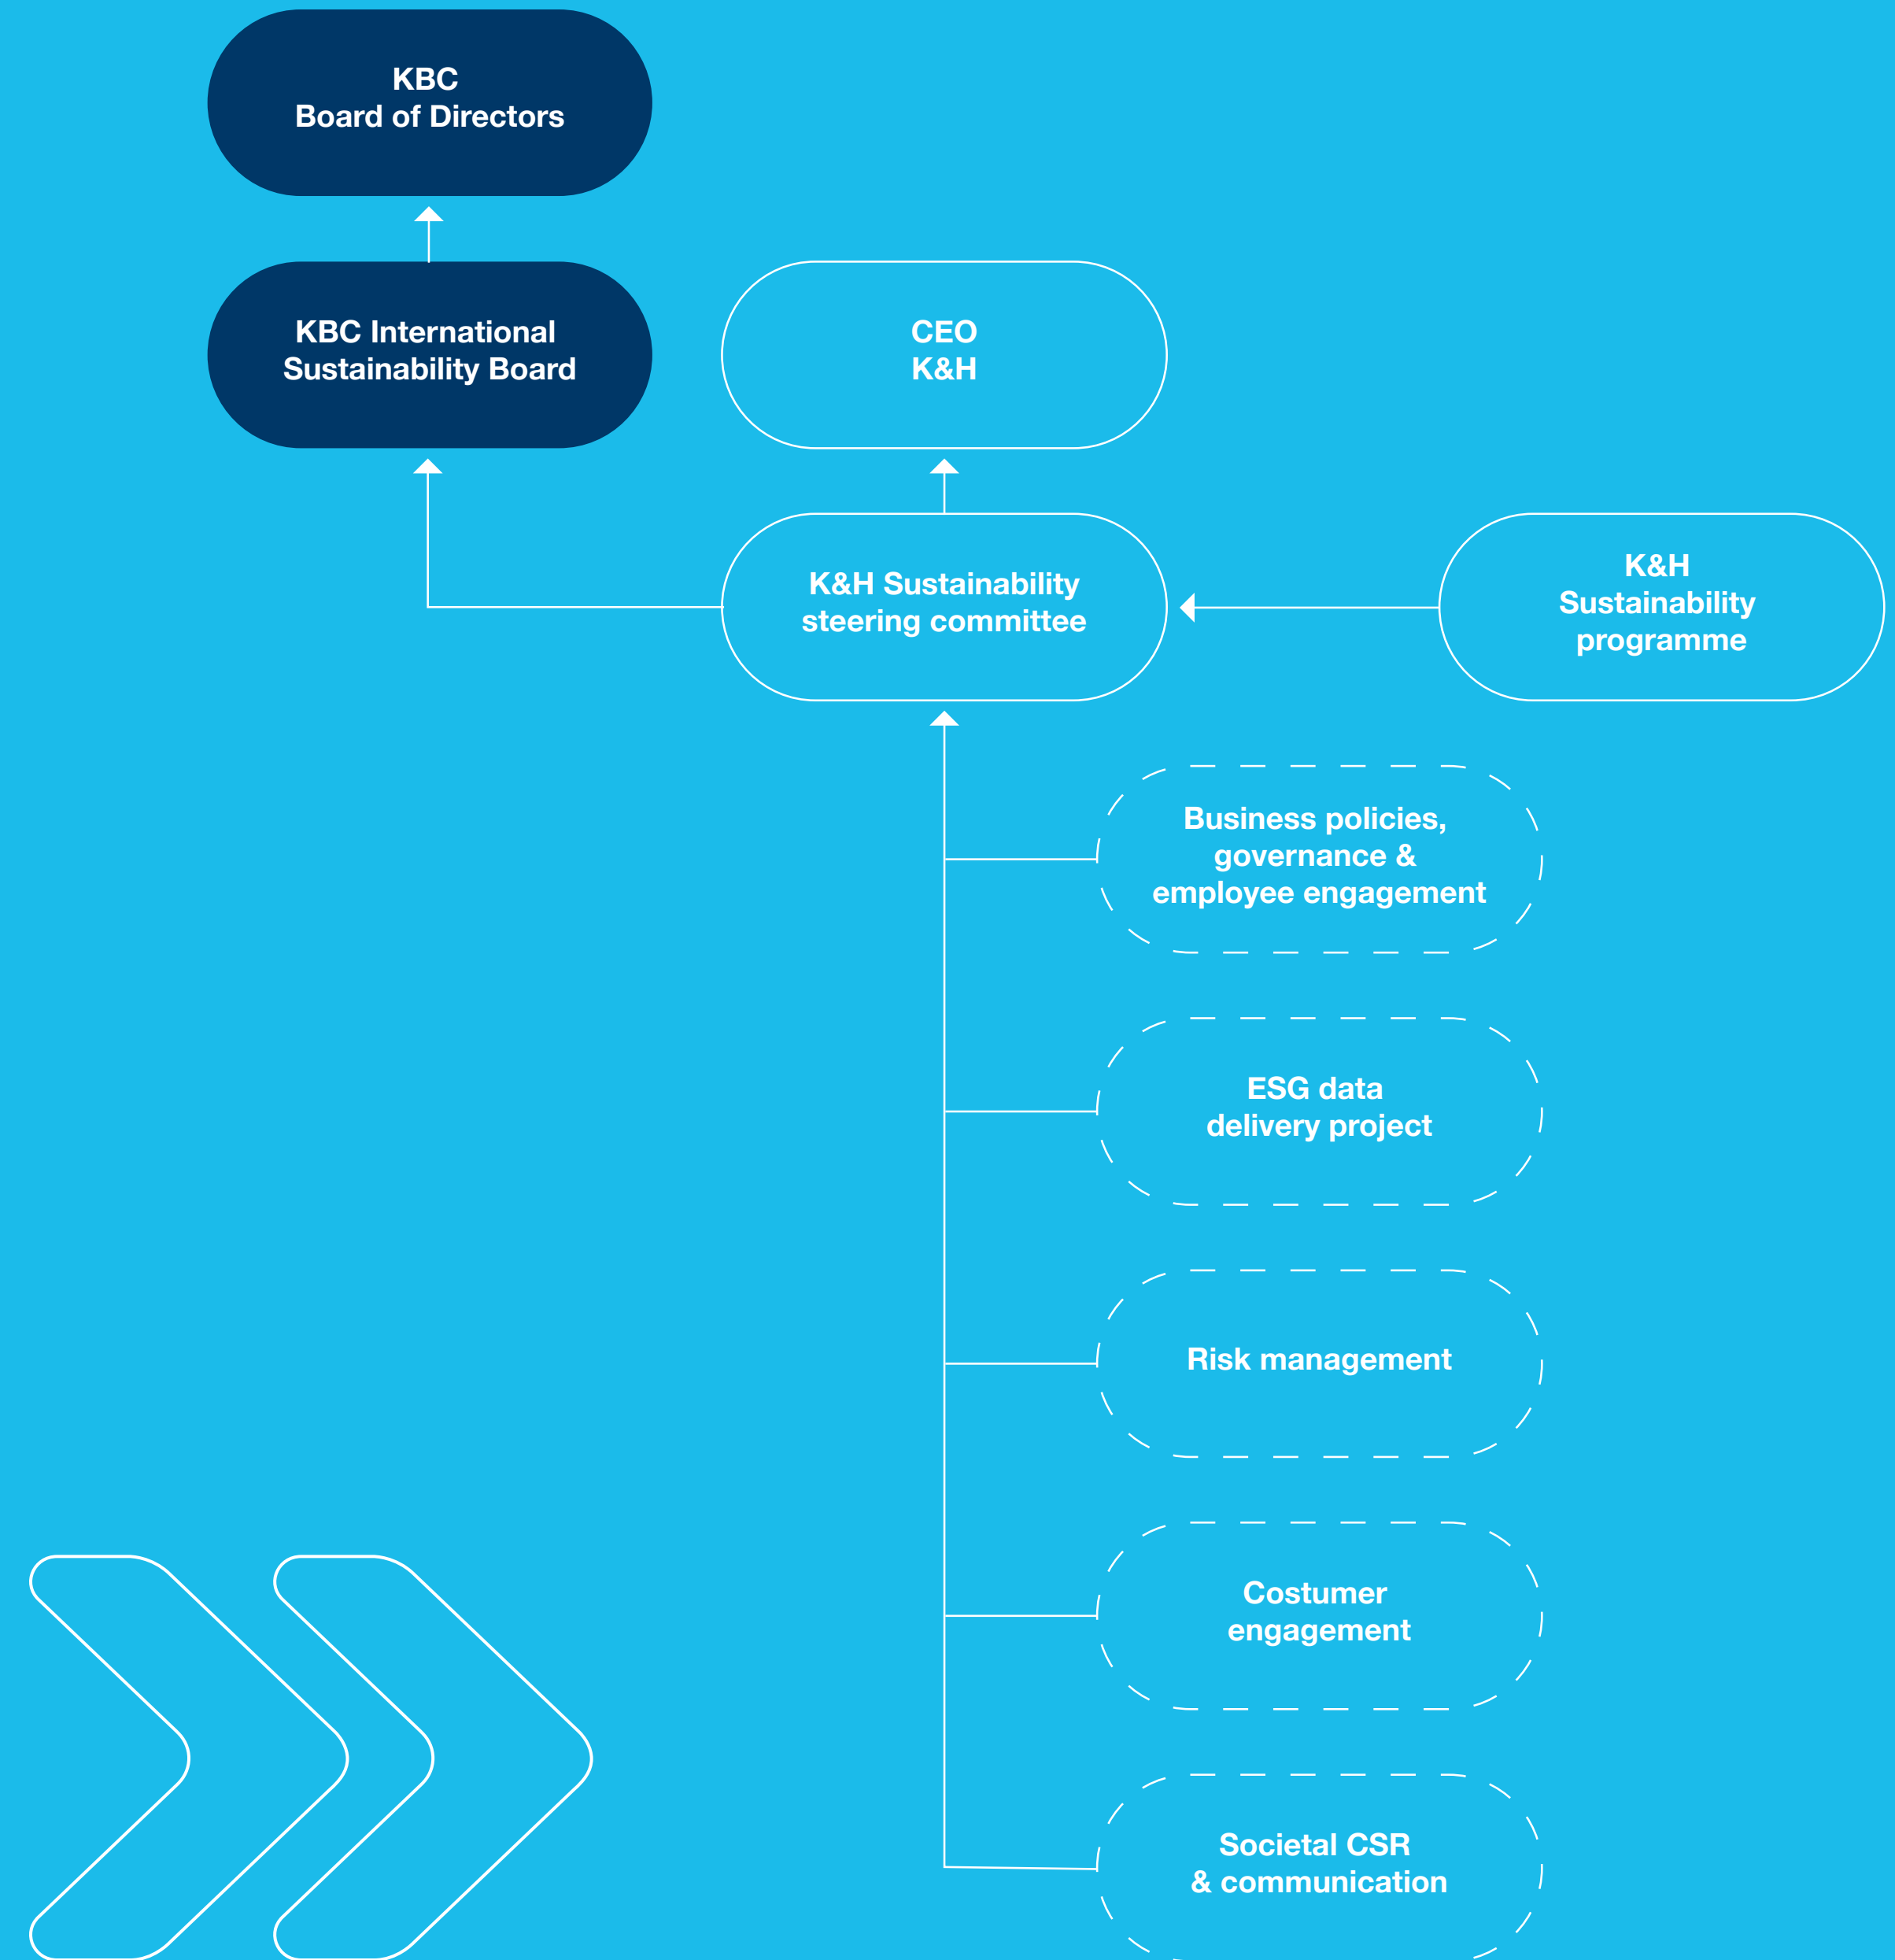 KBC
Board of Directors
KBC International
Sustainability Board
CEO
K&H
K&H Sustainability
steering committee
K&H
Sustainability
programme
Business policies,
governance &
employee engagement
ESG data
delivery project
Risk management
Costumer
engagement
Societal CSR
& communication